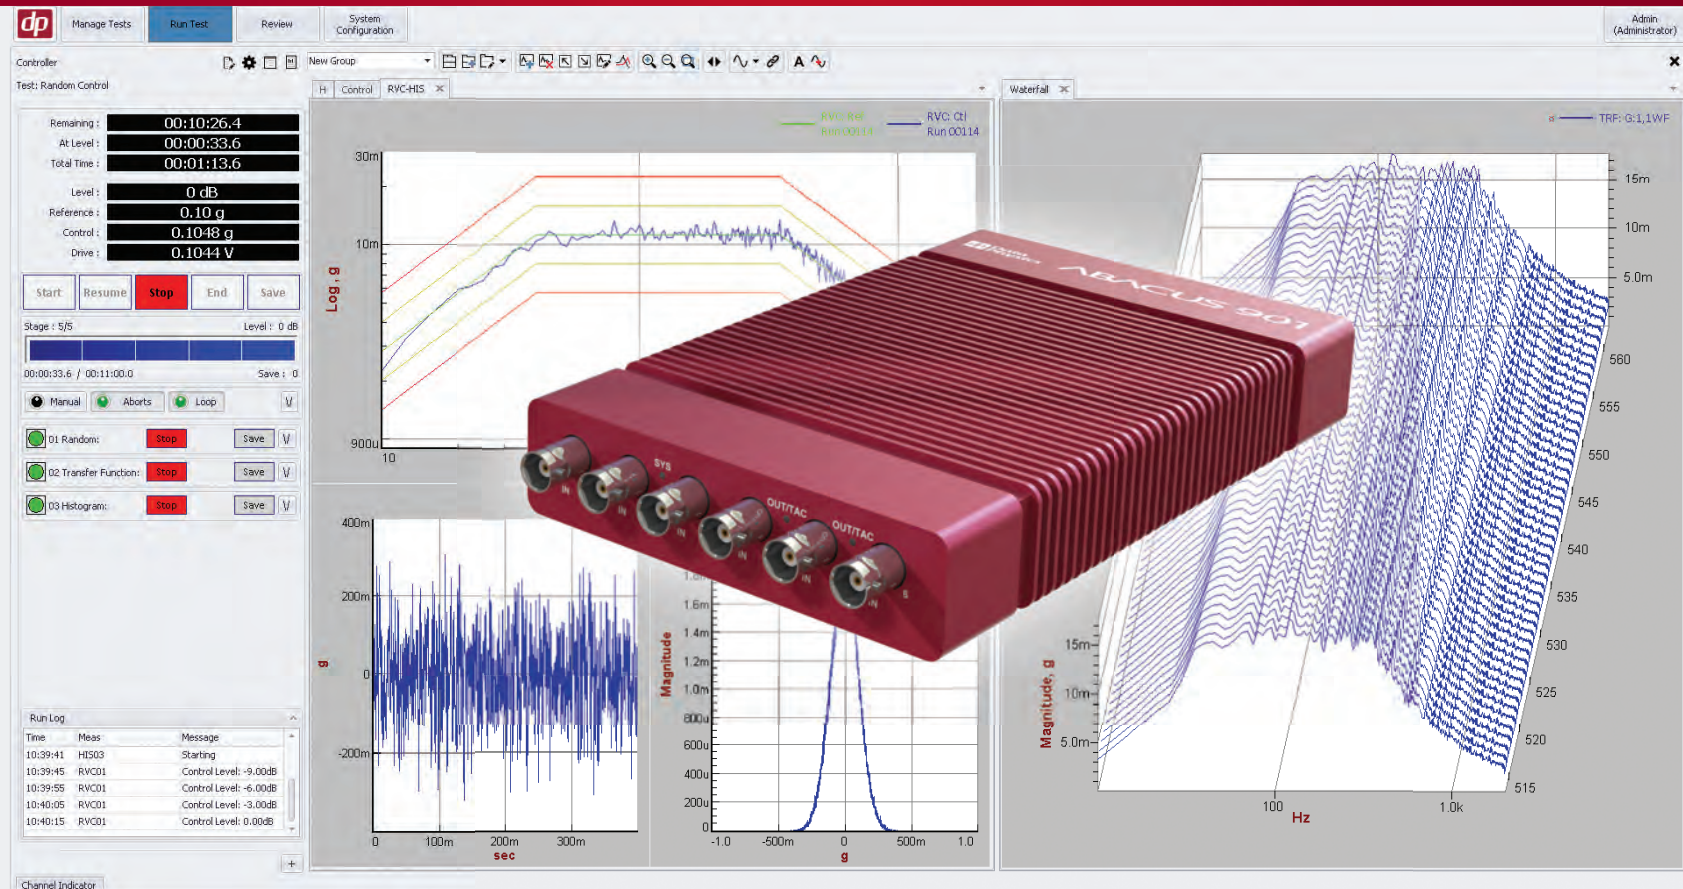 dp
Manage Tests
Run Test
Review
System
Configuration
Admin
(Administrator)
Controller
New Group
A
Test: Random Control
H
Control
RVC-HIS
Waterfall
Remaining :
00:10:26.4
At Level :
00:00:33.6
Total Time :
00:01:13.6
Level :
0 dB
Reference :
0.10 g
Control :
0.1048 g
Drive :
0.1044 V
Start
Resume
Stop
End
Save
Stage : 5/5
Level : 0 dB
00:00:33.6 / 00:11:00.0
Save : 0
Manual
Aborts
Loop
01 Random:
Stop
Save
02 Transfer Function:
Stop
Save
03 Histogram:
Stop
Save
Run Log
Time
Meas
Message
10:39:41
HIS03
Starting
10:39:45
RVC01
Control Level: -9.00dB
10:39:55
RVC01
Control Level: -6.00dB
10:40:05
RVC01
Control Level: -3.00dB
10:40:15
RVC01
Control Level: 0.00dB
+
Channel Indicator
RVC: Ctl
Run 00114
30m
10m
900u
10
Log, g
400m
200m
0
-200m
g
0
100m
200m
300m
sec
1.6m
1.4m
1.2m
1.0m
800u
600u
400u
200u
0
Magnitude
-1.0
-500m
0
500m
1.0
g
TRF: G:1,1WF
15m
10m
5.0m
560
555
550
545
540
535
530
525
520
515
15m
10m
5.0m
Magnitude, g
100
1.0k
Hz
ABACUS 901
SYS
OUT/TAC
OUT/TAC
IN
IN
IN
IN
IN
IN
S